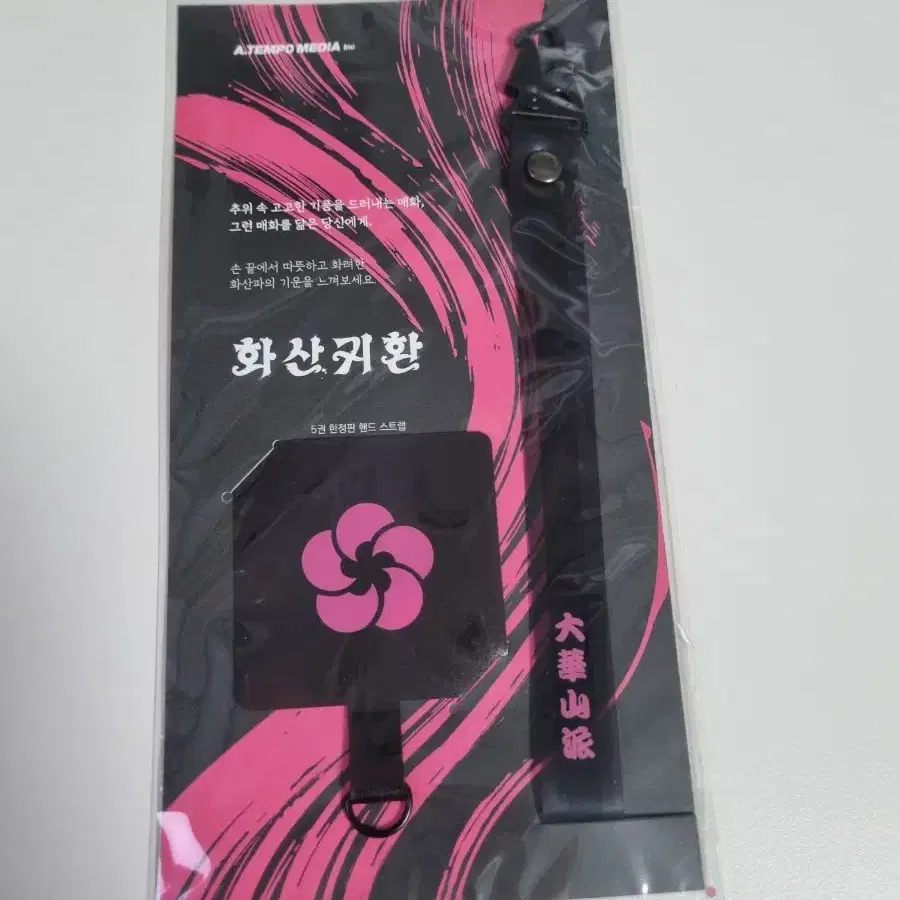 A.TEMPO MEDIA Inc
추위 속 고고한 기품을 드러내는 매화,
그런 매화를 닮은 당신에게.
손 끝에서 따뜻하고 화려한
화산파의 기운을 느껴보세요.
화산귀환
5권 한정판 핸드 스트랩
大華山派